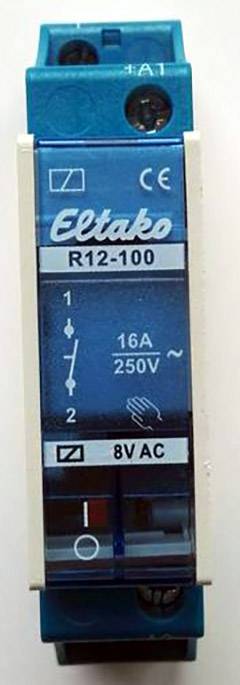 +A1
CE
Eltako
R12-100
1
16A
250V ~
2
8V AC
I
O